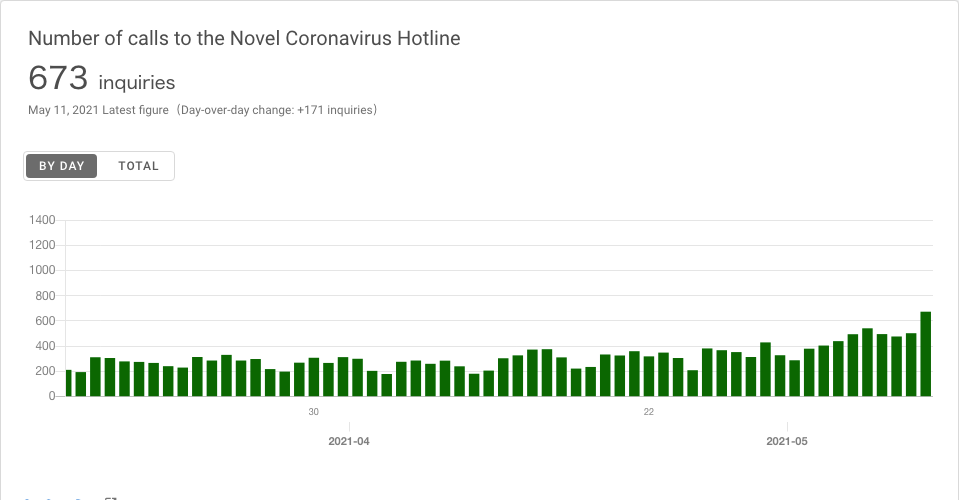 Number of calls to the Novel Coronavirus Hotline
673 inquiries
May 11, 2021 Latest figure（Day-over-day change: +171 inquiries）
BY DAY TOTAL
1400
1200
1000
800
600
400
200
0
30 22
2021-04 2021-05